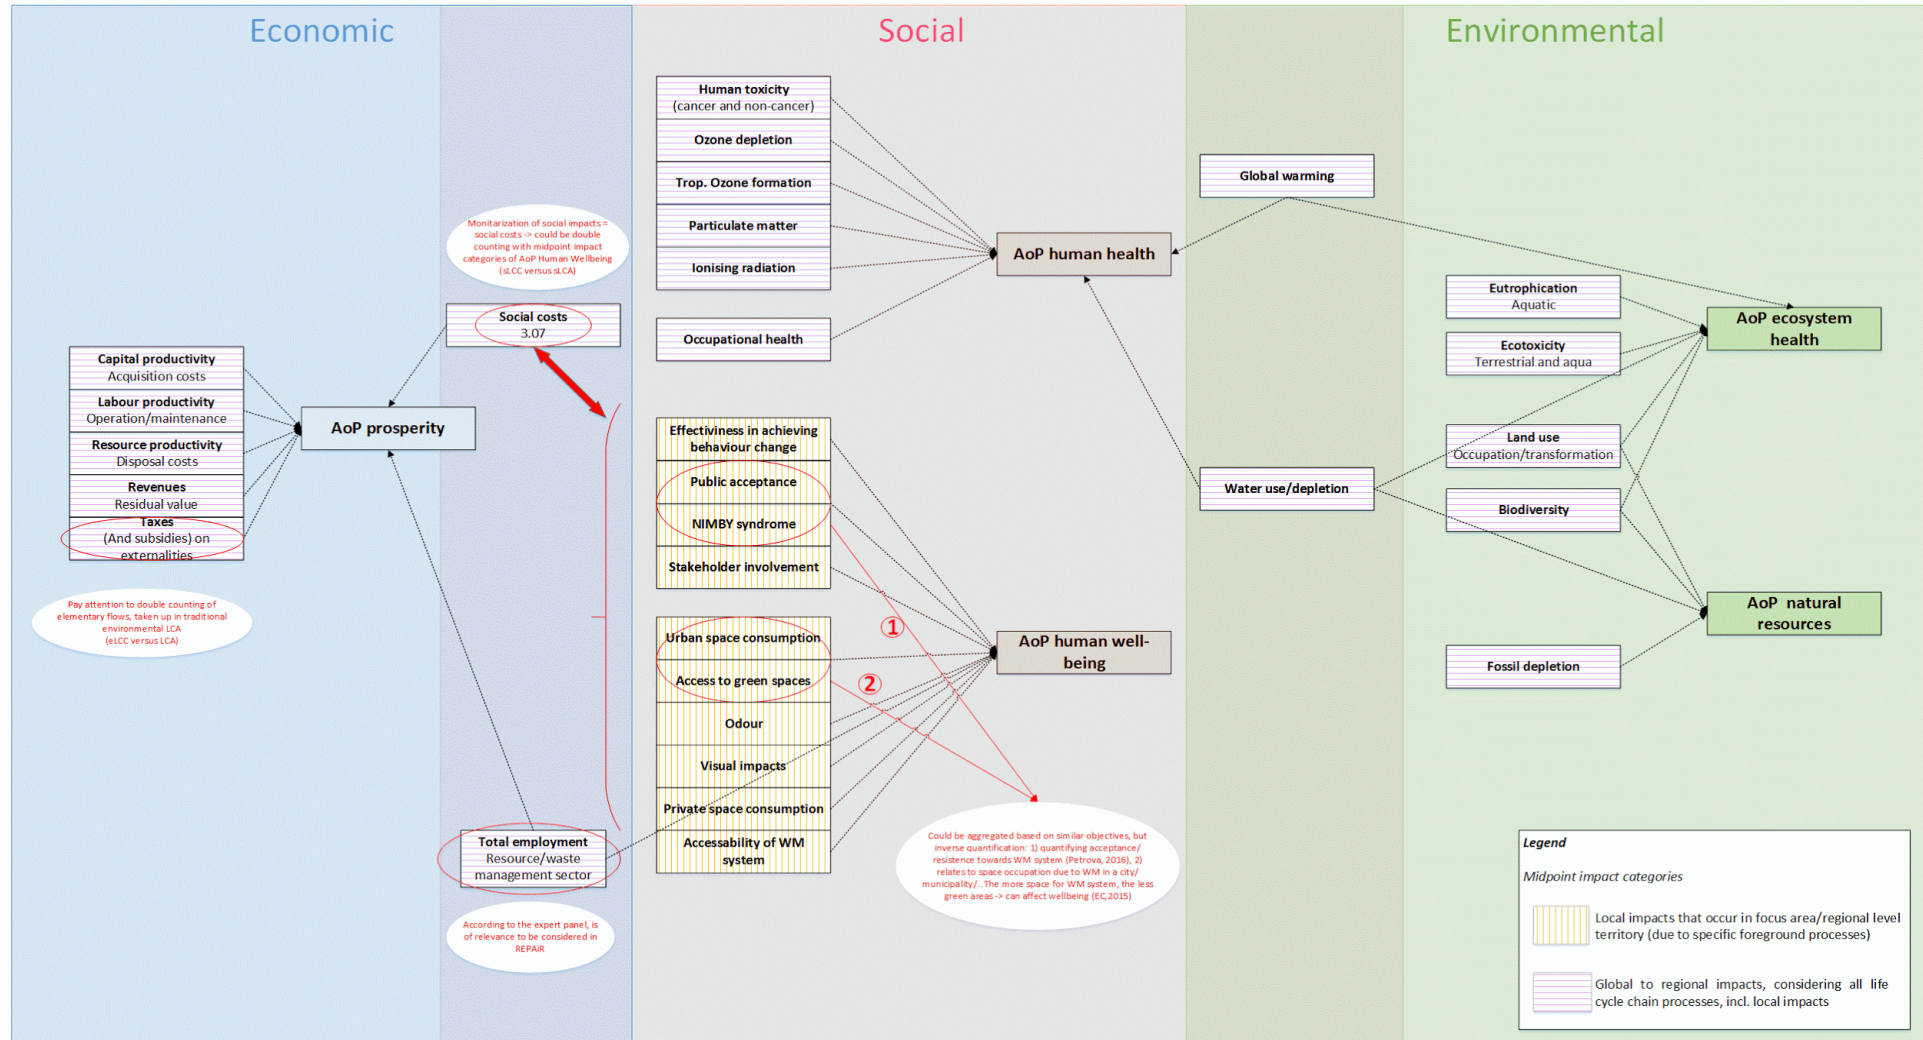 Economic
Social
Environmental
Human toxicity
(cancer and non-cancer)
Ozone depletion
Trop. Ozone formation
Particulate matter
Ionising radiation
Occupational health
AoP human health
Global warming
Monitarization of social impacts =
social costs -> could be double
counting with midpoint impact
categories of AoP Human Wellbeing
(sLCC versus sLCA)
Social costs
3.07
Capital productivity
Acquisition costs
Labour productivity
Operation/maintenance
Resource productivity
Disposal costs
Revenues
Residual value
Taxes
(And subsidies) on
externalities
AoP prosperity
Pay attention to double counting of
elementary flows, taken up in traditional
environmental LCA
(eLCC versus LCA)
Effectiviness in achieving
behaviour change
Public acceptance
NIMBY syndrome
Stakeholder involvement
Urban space consumption
Access to green spaces
Odour
Visual impacts
Private space consumption
Accessability of WM
system
1
2
AoP human well-
being
Total employment
Resource/waste
management sector
According to the expert panel, is
of relevance to be considered in
REPAiR
Could be aggregated based on similar objectives, but
inverse quantification: 1) quantifying acceptance/
resistence towards WM system (Petrova, 2016), 2)
relates to space occupation due to WM in a city/
municipality/.. The more space for WM system, the less
green areas -> can affect wellbeing (EC,2015)
Water use/depletion
Eutrophication
Aquatic
Ecotoxicity
Terrestrial and aqua
Land use
Occupation/transformation
Biodiversity
Fossil depletion
AoP ecosystem
health
AoP natural
resources
Legend
Midpoint impact categories
Local impacts that occur in focus area/regional level
territory (due to specific foreground processes)
Global to regional impacts, considering all life
cycle chain processes, incl. local impacts